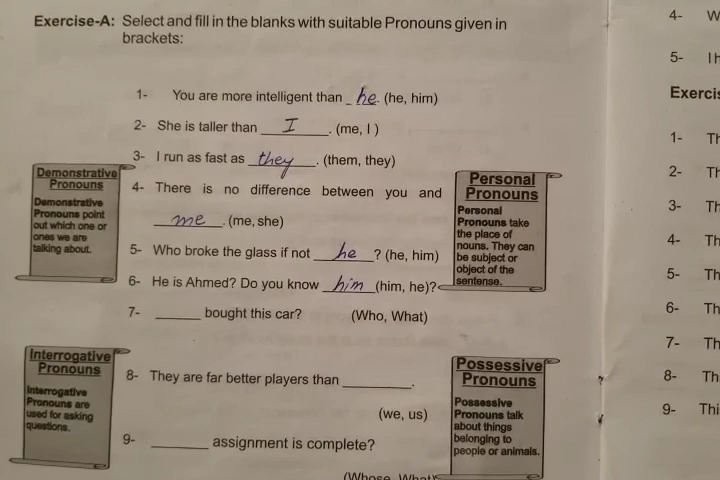 Exercise-A: Select and fill in the blanks with suitable Pronouns given in
brackets:
1- You are more intelligent than he. (he, him)
2- She is taller than I. (me, I )
3- I run as fast as they. (them, they)
4- There is no difference between you and
me. (me, she)
5- Who broke the glass if not he? (he, him)
6- He is Ahmed? Do you know him (him, he)?
7- ______ bought this car? (Who, What)
8- They are far better players than ________.
(we, us)
9- ________ assignment is complete?
(Whose, What)
Demonstrative
Pronouns
Demonstrative
Pronouns point
out which one or
ones we are
talking about.
Personal
Pronouns
Personal
Pronouns take
the place of
nouns. They can
be subject or
object of the
sentense.
Interrogative
Pronouns
Interrogative
Pronouns are
used for asking
questions.
Possessive
Pronouns
Possessive
Pronouns talk
about things
belonging to
people or animals.
4- W
5- I h
Exercis
1- Th
2- Th
3- Th
4- Th
5- Th
6- Th
7- Th
8- Th
9- Thi